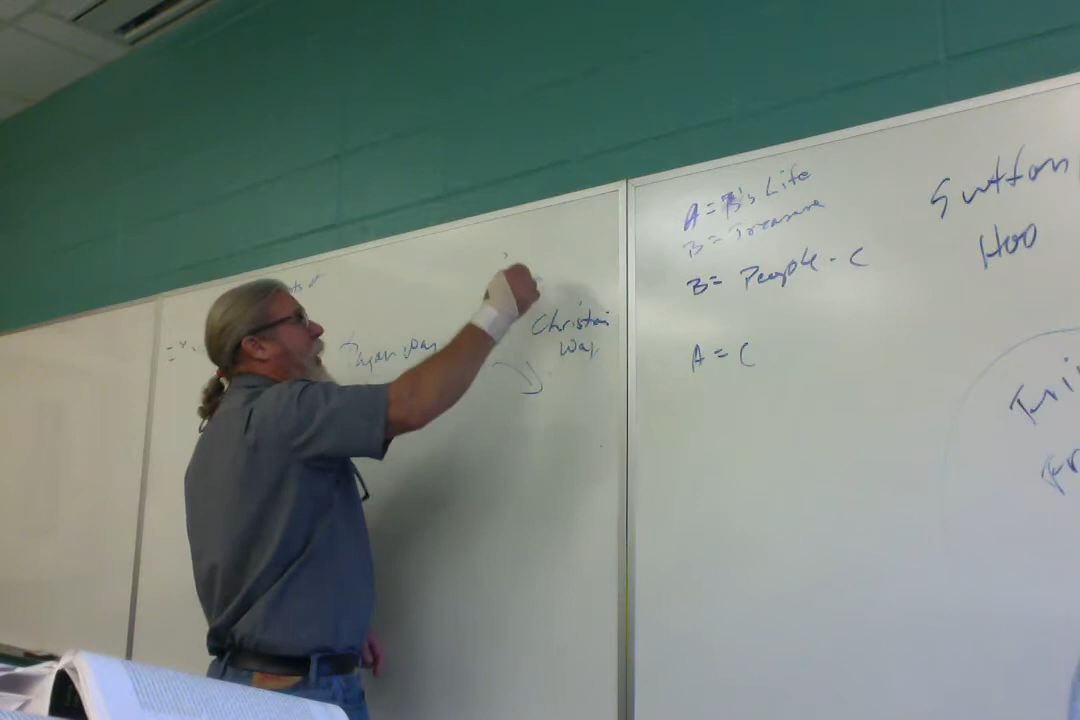 Pagan way
Christian
Way
A = B's Life
B = Treasure
B = People - C
A = C
Sutton
Hoo